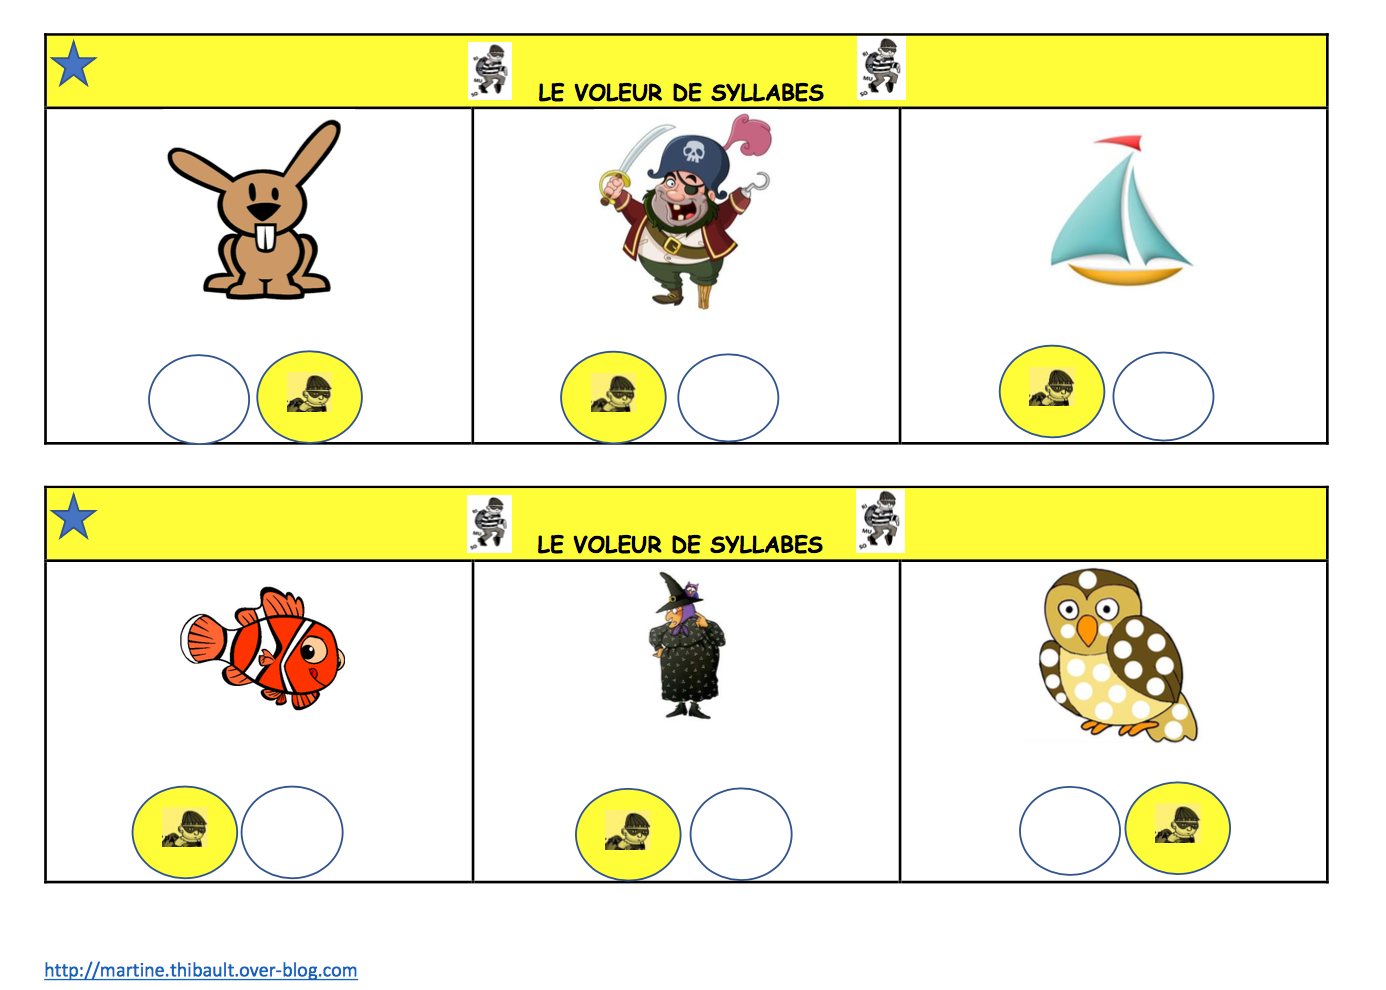 LE VOLEUR DE SYLLABES
LE VOLEUR DE SYLLABES
http://martine.thibault.over-blog.com